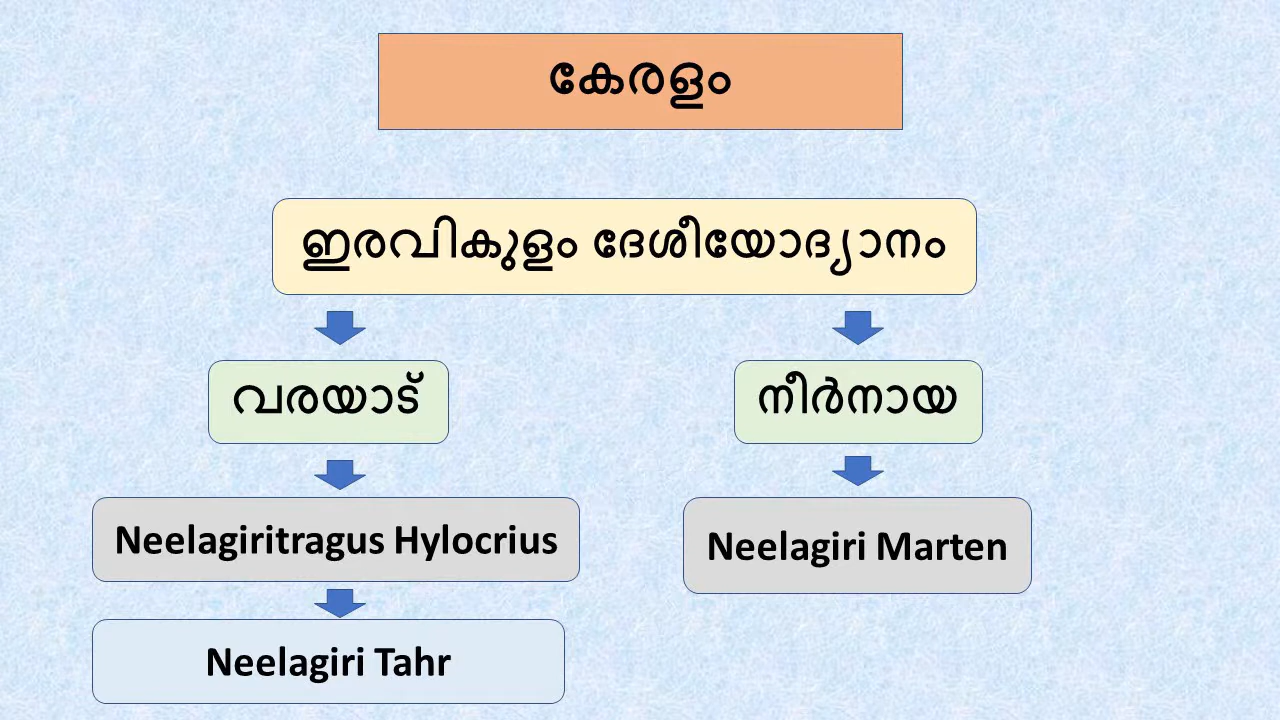 കേരളം
ഇരവികുളം ദേശീയോദ്യാനം
വരയാട്
നീർനായ
Neelagiritragus Hylocrius
Neelagiri Marten
Neelagiri Tahr